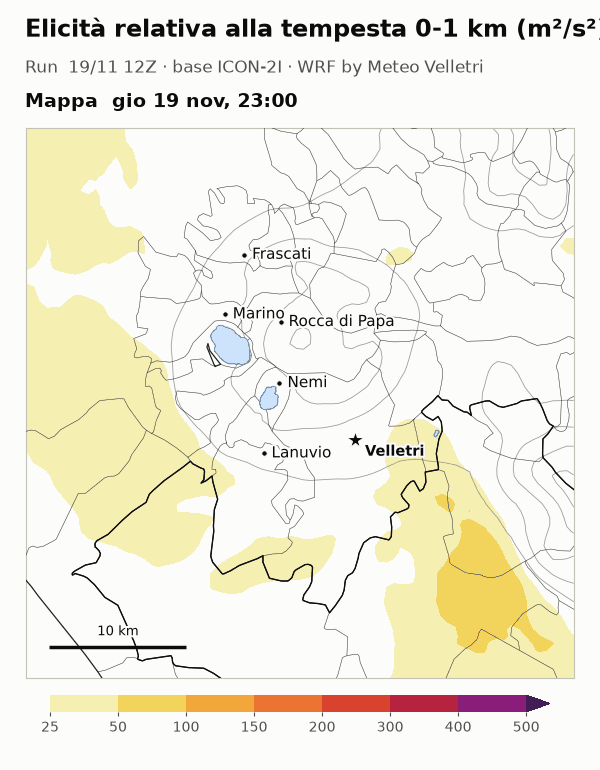 Elicità relativa alla tempesta 0-1 km (m²/s²)
Run  19/11 12Z · base ICON-2I · WRF by Meteo Velletri
Mappa  gio 19 nov, 23:00
Frascati
Marino
Rocca di Papa
Nemi
Velletri
Lanuvio
10 km
25 50 100 150 200 300 400 500